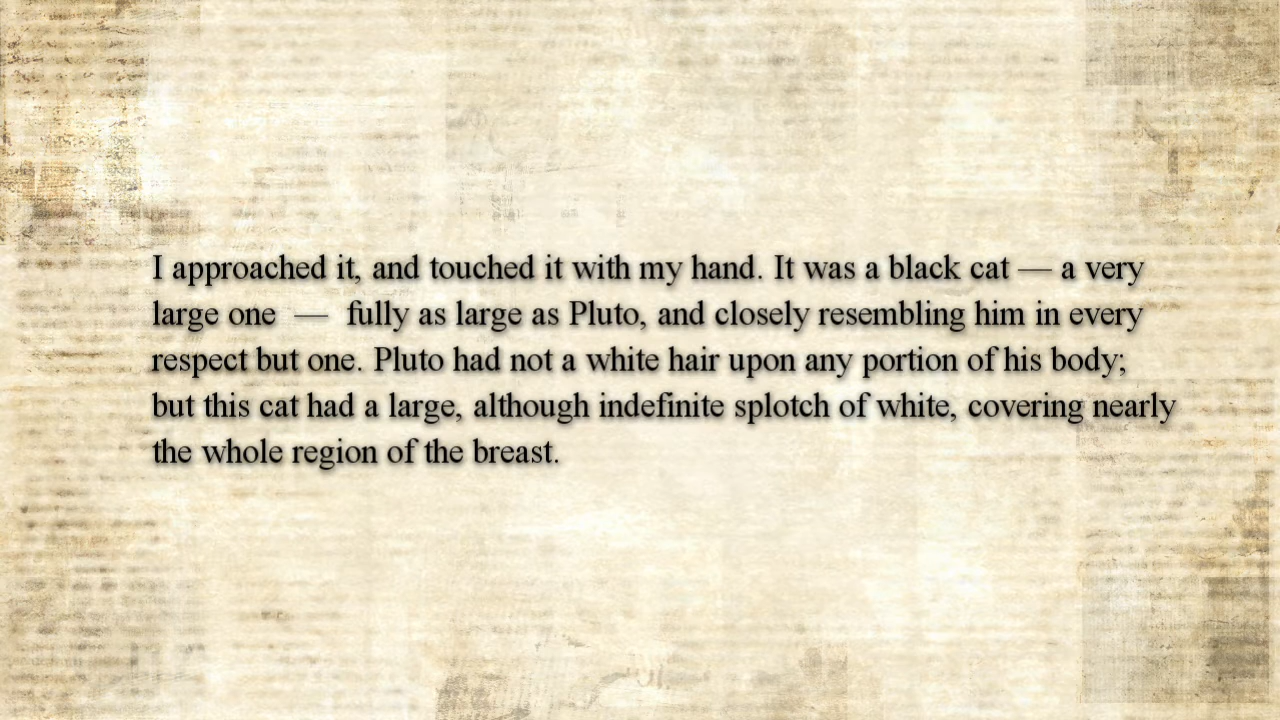 I approached it, and touched it with my hand. It was a black cat — a very
large one — fully as large as Pluto, and closely resembling him in every
respect but one. Pluto had not a white hair upon any portion of his body;
but this cat had a large, although indefinite splotch of white, covering nearly
the whole region of the breast.